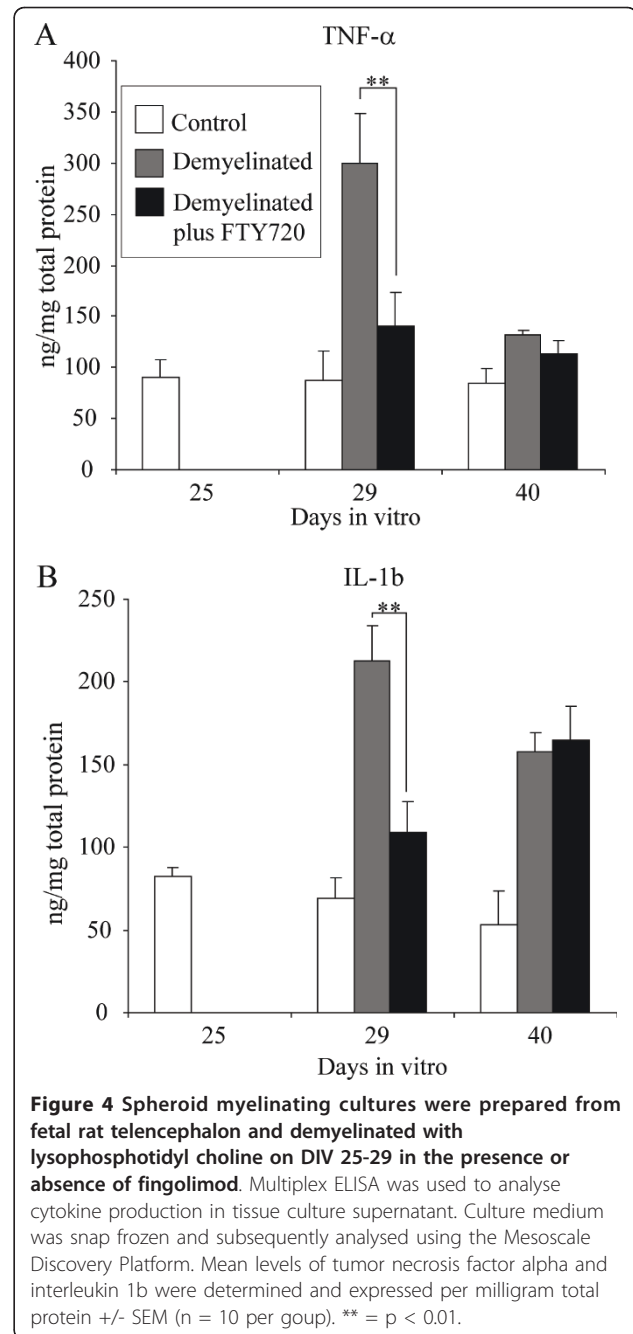 A
TNF-α
400
350
300
250
200
150
100
50
0
ng/mg total protein
**
Control
Demyelinated
Demyelinated
plus FTY720
25 29 40
Days in vitro
B
IL-1b
250
200
150
100
50
0
ng/mg total protein
**
25 29 40
Days in vitro
Figure 4 Spheroid myelinating cultures were prepared from
fetal rat telencephalon and demyelinated with
lysophosphotidyl choline on DIV 25-29 in the presence or
absence of fingolimod. Multiplex ELISA was used to analyse
cytokine production in tissue culture supernatant. Culture medium
was snap frozen and subsequently analysed using the Mesoscale
Discovery Platform. Mean levels of tumor necrosis factor alpha and
interleukin 1b were determined and expressed per milligram total
protein +/- SEM (n = 10 per goup). ** = p < 0.01.